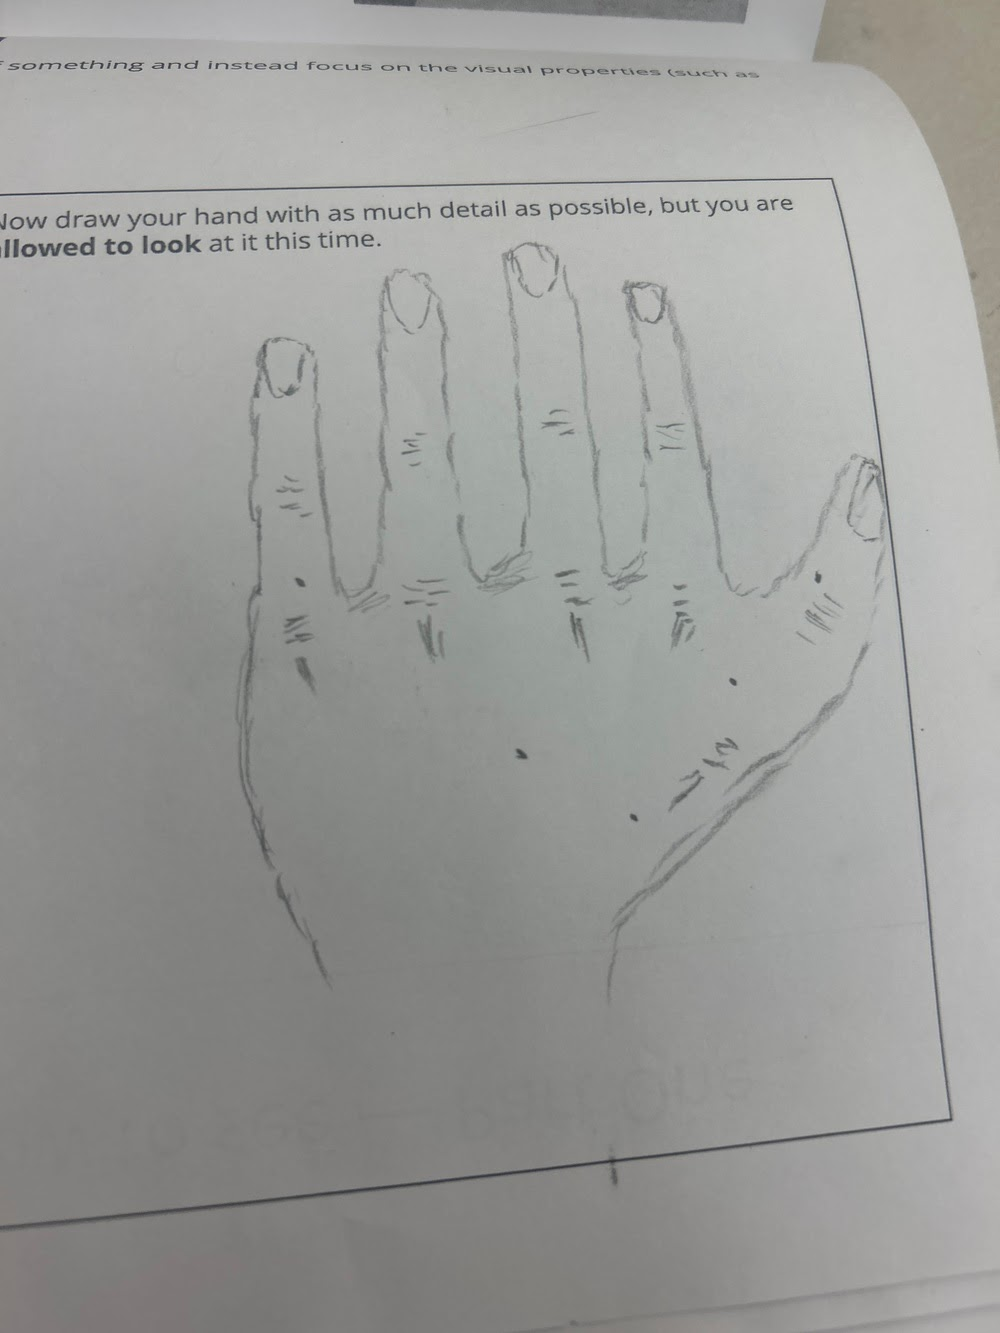 something and instead focus on the visual properties (such as
Now draw your hand with as much detail as possible, but you are
allowed to look at it this time.